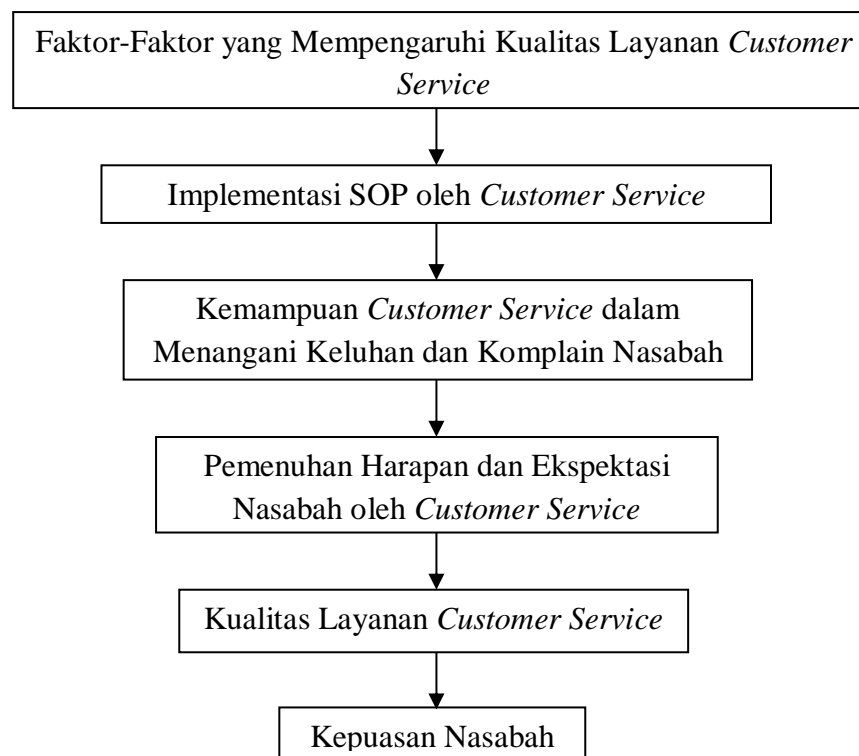 Faktor-Faktor yang Mempengaruhi Kualitas Layanan Customer
Service
Implementasi SOP oleh Customer Service
Kemampuan Customer Service dalam
Menangani Keluhan dan Komplain Nasabah
Pemenuhan Harapan dan Ekspektasi
Nasabah oleh Customer Service
Kualitas Layanan Customer Service
Kepuasan Nasabah